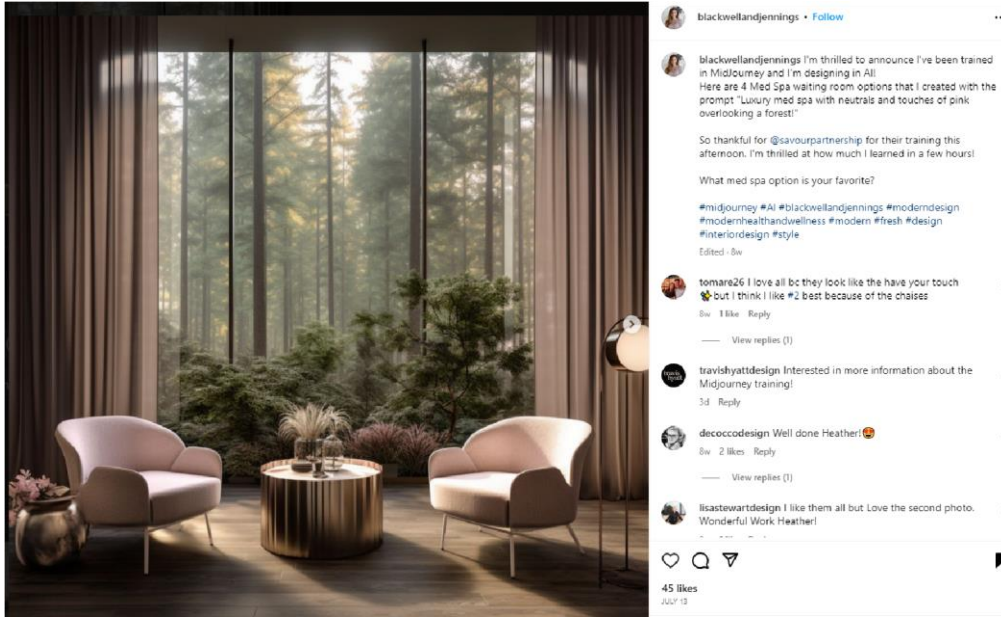 blackwellandjennings • Follow
blackwellandjennings I'm thrilled to announce I've been trained
in MidJourney and I'm designing in AI!
Here are 4 Med Spa waiting room options that I created with the
prompt "Luxury med spa with neutrals and touches of pink
overlooking a forest!"
So thankful for @savourpartnership for their training this
afternoon. I'm thrilled at how much I learned in a few hours!
What med spa option is your favorite?
#midjourney #AI #blackwellandjennings #moderndesign
#modernhealthandwellness #modern #fresh #design
#interiordesign #style
Edited · 8w
tomare26 I love all bc they look like the have your touch
but I think I like #2 best because of the chaises
8w 1 like Reply
View replies (1)
travishyattdesign Interested in more information about the
Midjourney training!
3d Reply
decoccodesign Well done Heather!😍
8w 2 likes Reply
View replies (1)
lisastewartdesign I like them all but Love the second photo.
Wonderful Work Heather!
45 likes
JULY 13